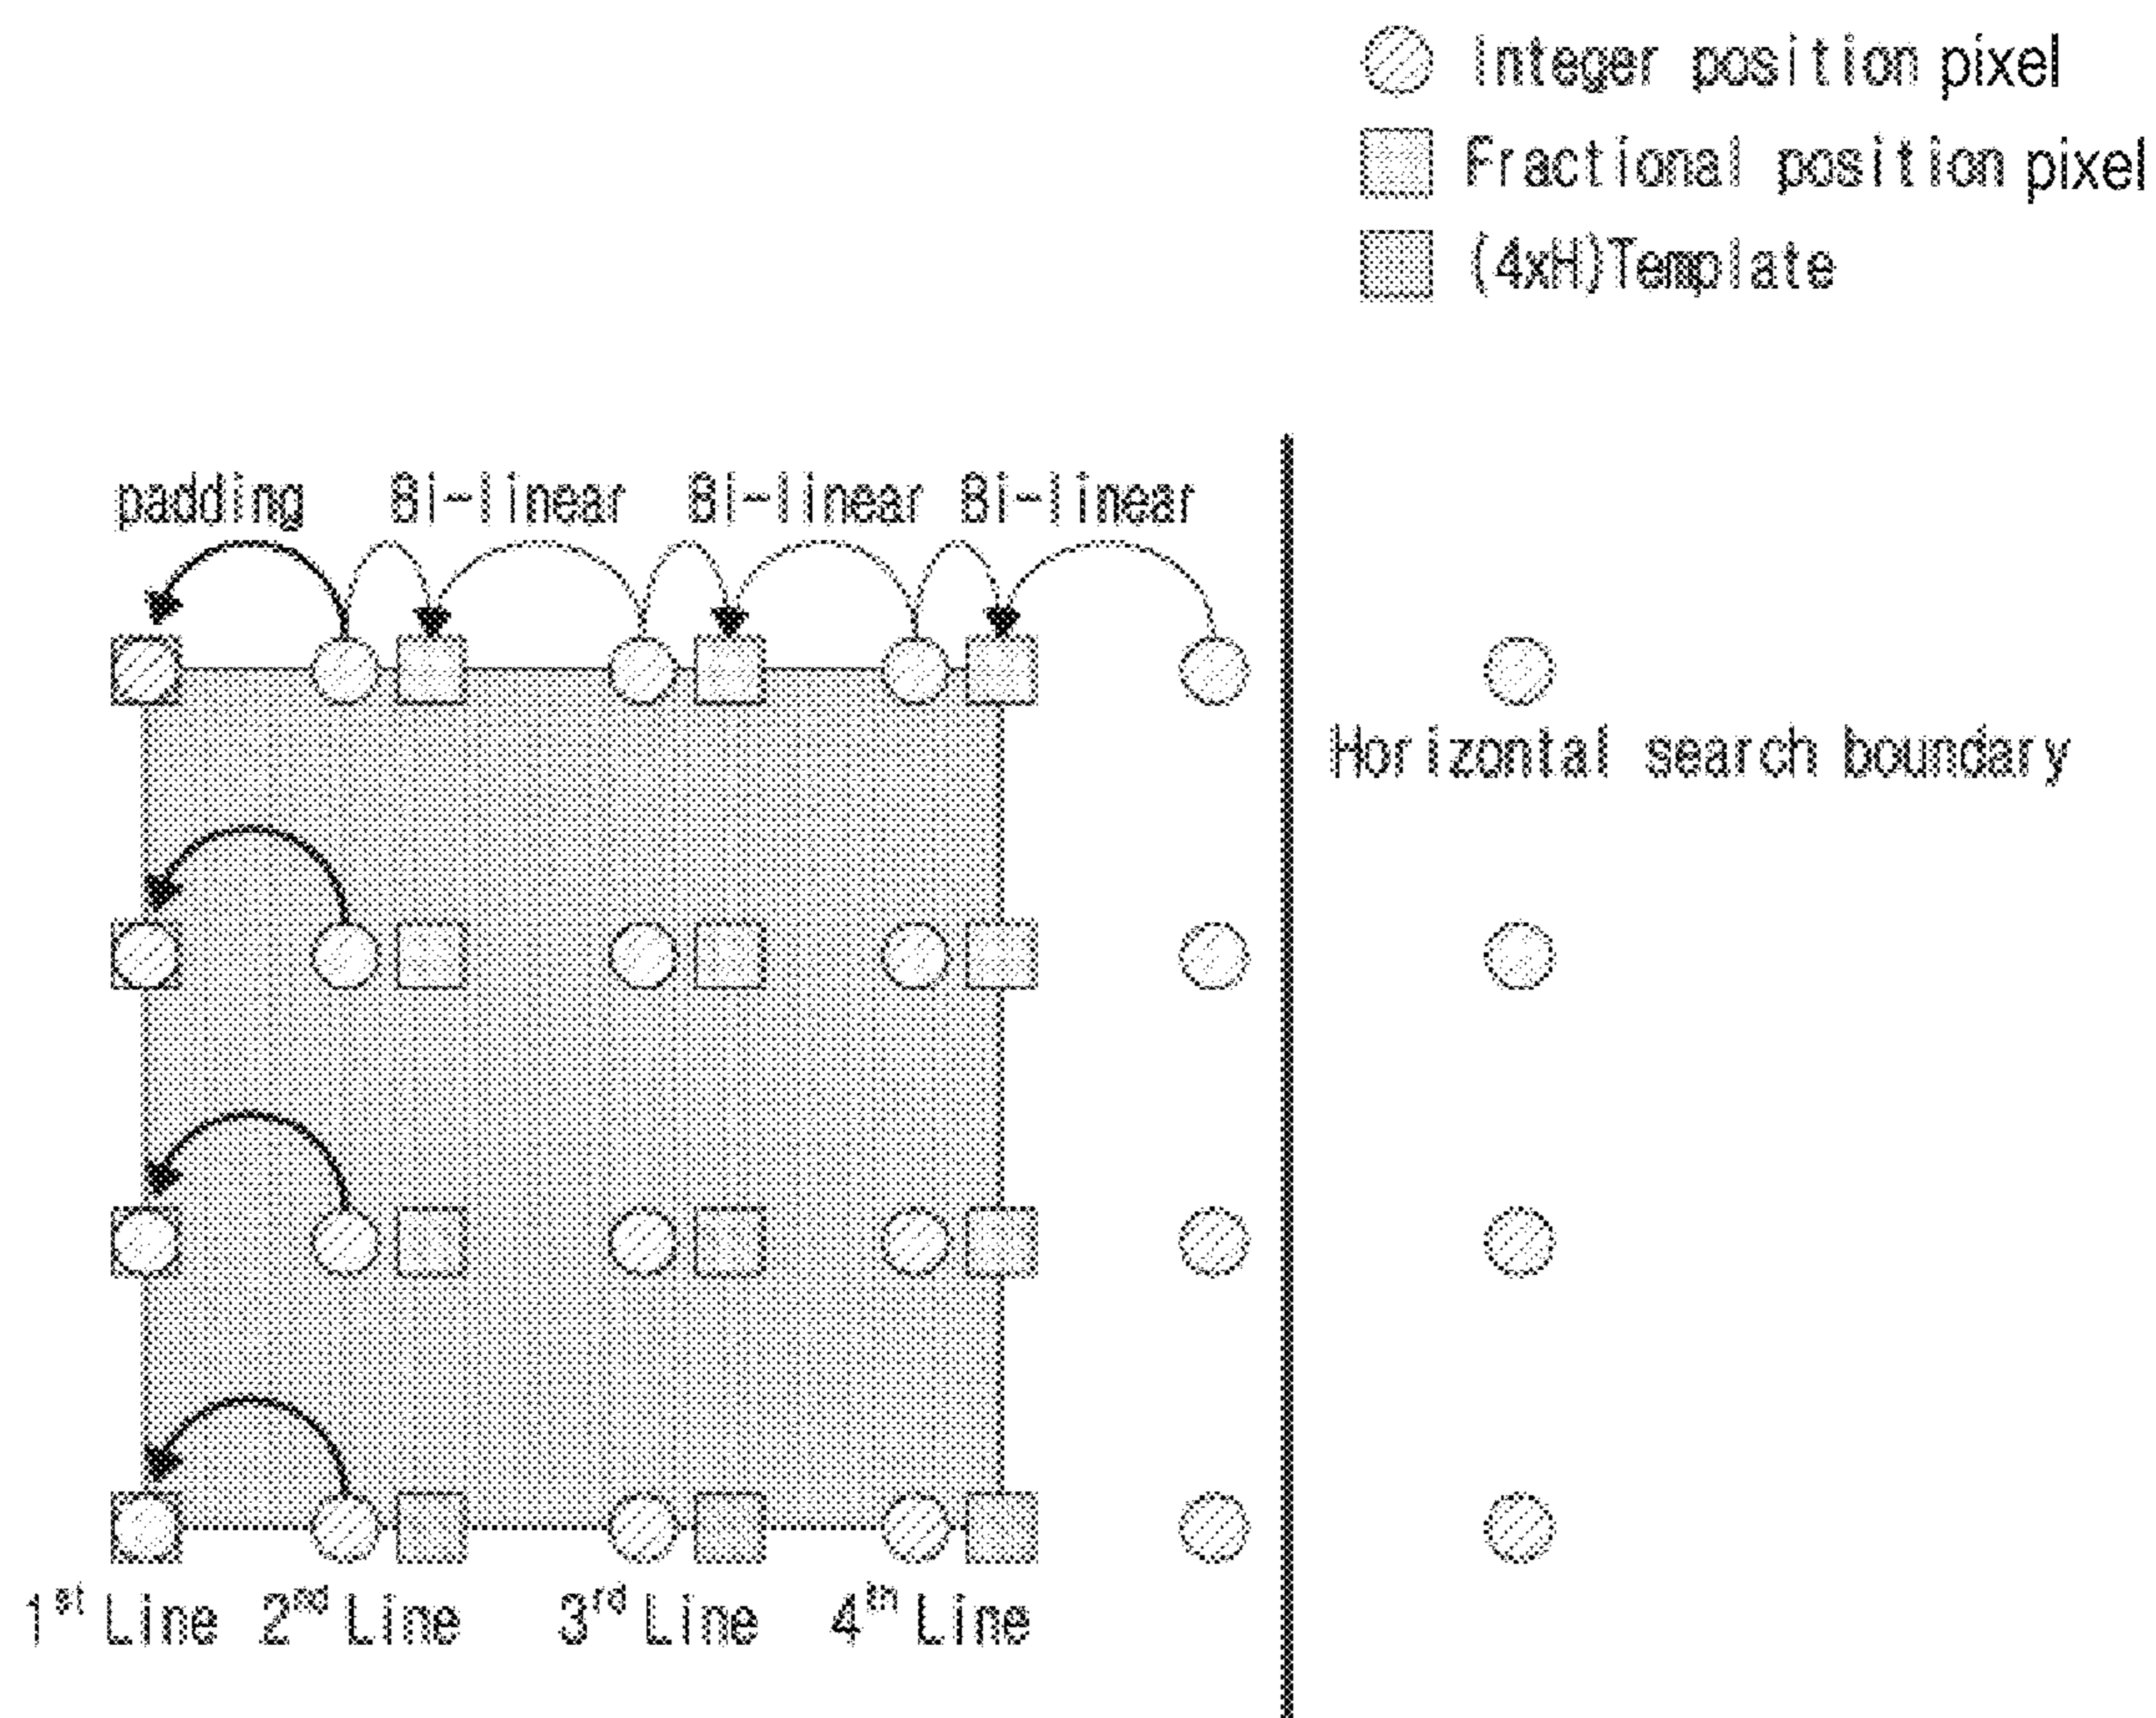 Integer position pixel
Fractional position pixel
(4xH)Template
padding Bi-linear Bi-linear Bi-linear
Horizontal search boundary
1st Line 2nd Line 3rd Line 4th Line